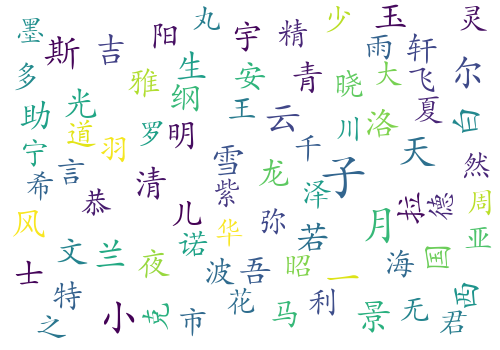 墨 斯 吉 阳 丸 宇 精 少 玉 灵
多 雅 生 安 青 晓 雨 大 轩 飞 尔
助 光 纲 王 云 川 洛 夏 白
宁 道 羽 罗 明 千 天
希 言 清 雪 紫 龙 泽 子 拉 德 然
风 恭 儿 华 弥 若 月 周
文 兰 夜 诺 亚
士 波 吾 昭 一 海 国
特 小 克 市 花 马 利 景 无 西
之 君